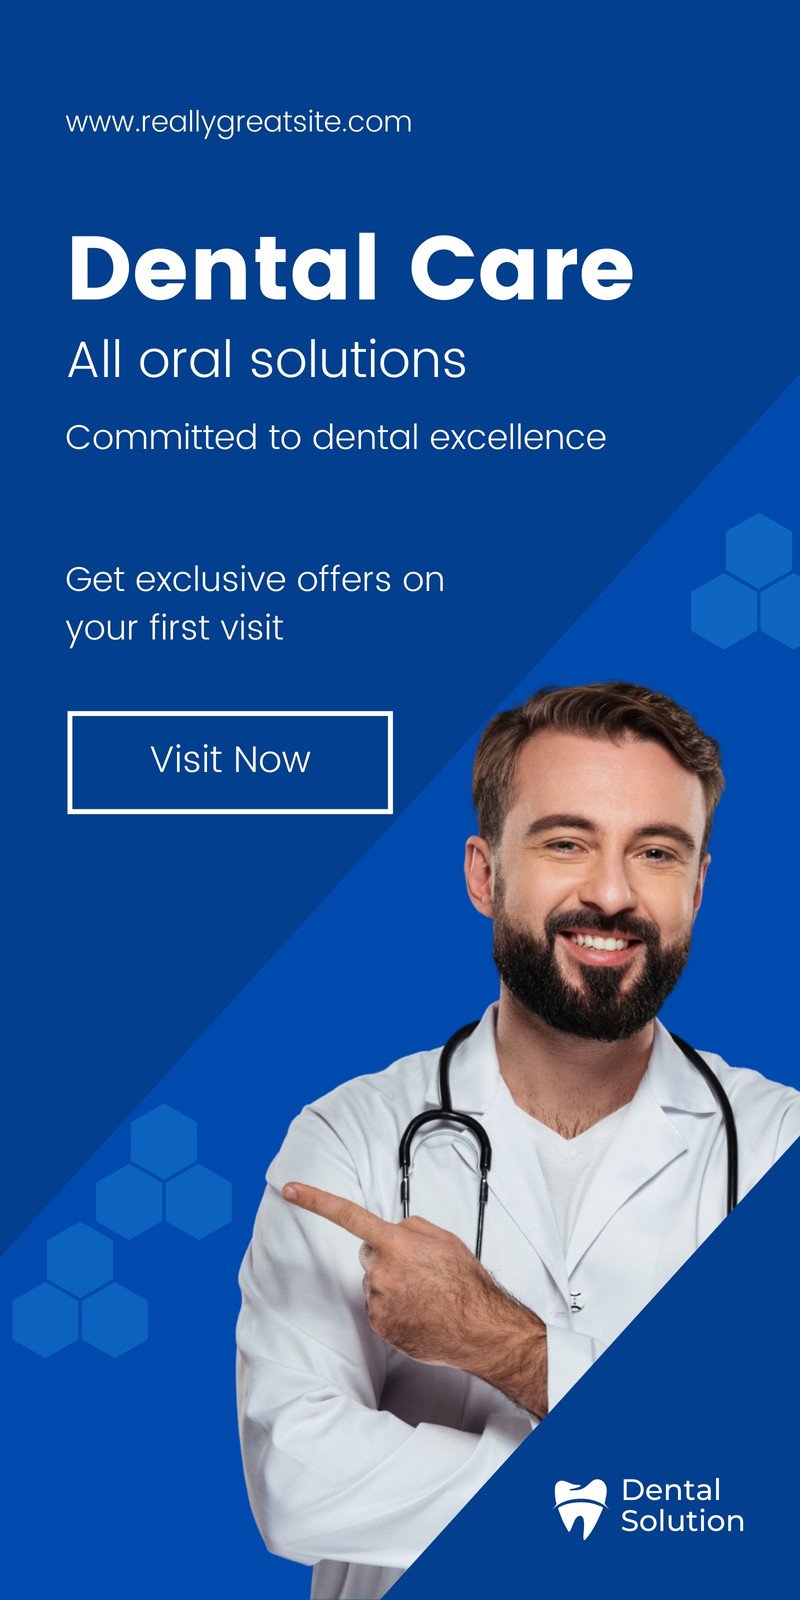 www.reallygreatsite.com
Dental Care
All oral solutions
Committed to dental excellence
Get exclusive offers on
your first visit
Visit Now
Dental
Solution